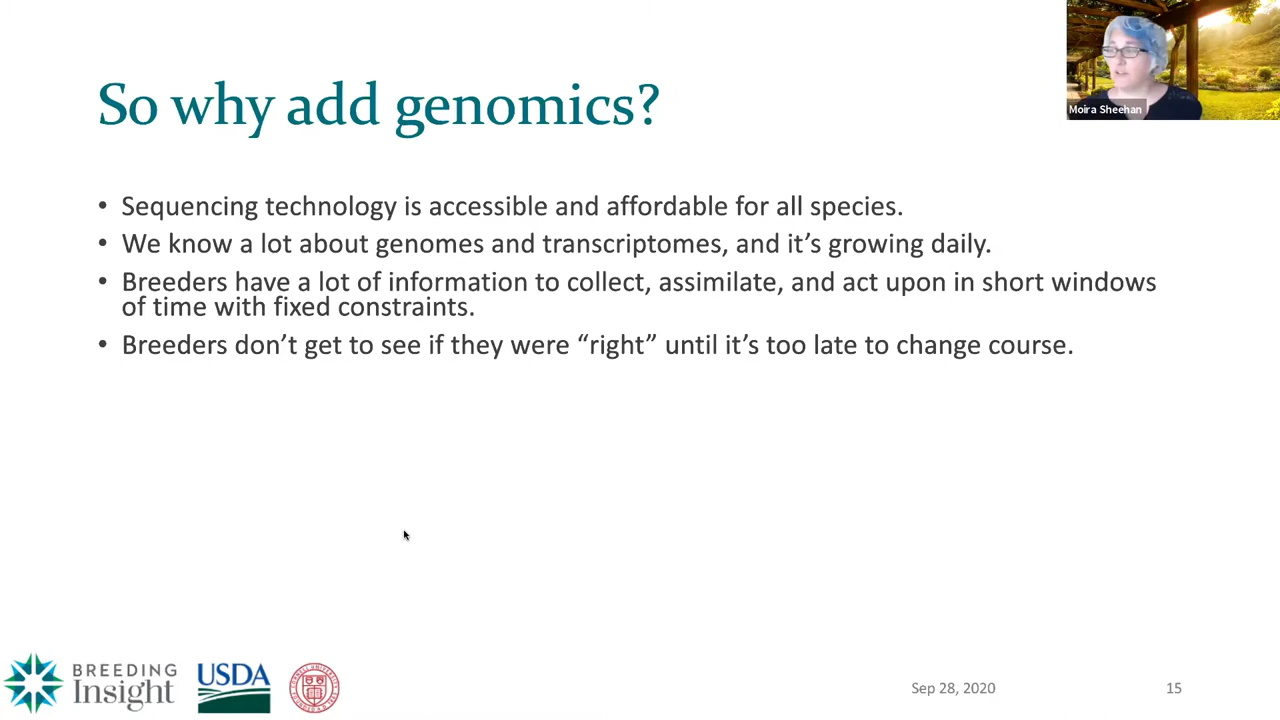 So why add genomics?
Moira Sheehan
• Sequencing technology is accessible and affordable for all species.
• We know a lot about genomes and transcriptomes, and it’s growing daily.
• Breeders have a lot of information to collect, assimilate, and act upon in short windows
of time with fixed constraints.
• Breeders don’t get to see if they were “right” until it’s too late to change course.
BREEDING
Insight
USDA
Sep 28, 2020
15